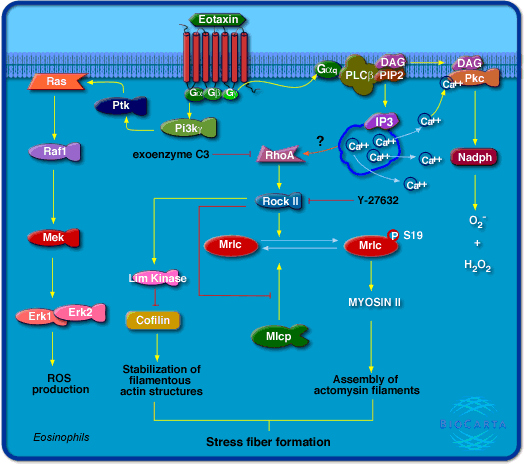 Eotaxin
Gαi Gβ Gγ
Gαq
PLCβ
DAG
PIP2
DAG
Pkc
Ca++
Ras
Ptk
Pi3kγ
IP3
Ca++
Ca++
Ca++
Ca++
Ca++
Ca++
?
exoenzyme C3
RhoA
Raf1
Nadph
Rock II
Y-27632
O2-
+
H2O2
Mek
Mrlc
Mrlc
P
S19
Lim Kinase
MYOSIN II
Erk1
Erk2
Cofilin
Mlcp
ROS
production
Stabilization of
filamentous
actin structures
Assembly of
actomysin filaments
Eosinophils
Stress fiber formation
BIOCARTA